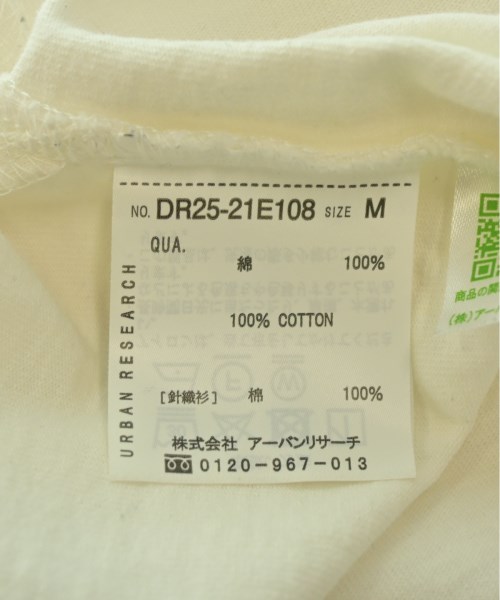 NO. DR25-21E108 SIZE M
QUA.
綿 100%
100% COTTON
[針織衫] 棉 100%
株式会社 アーバンリサーチ
0120-967-013
URBAN RESEARCH
商品の関
(株)アー